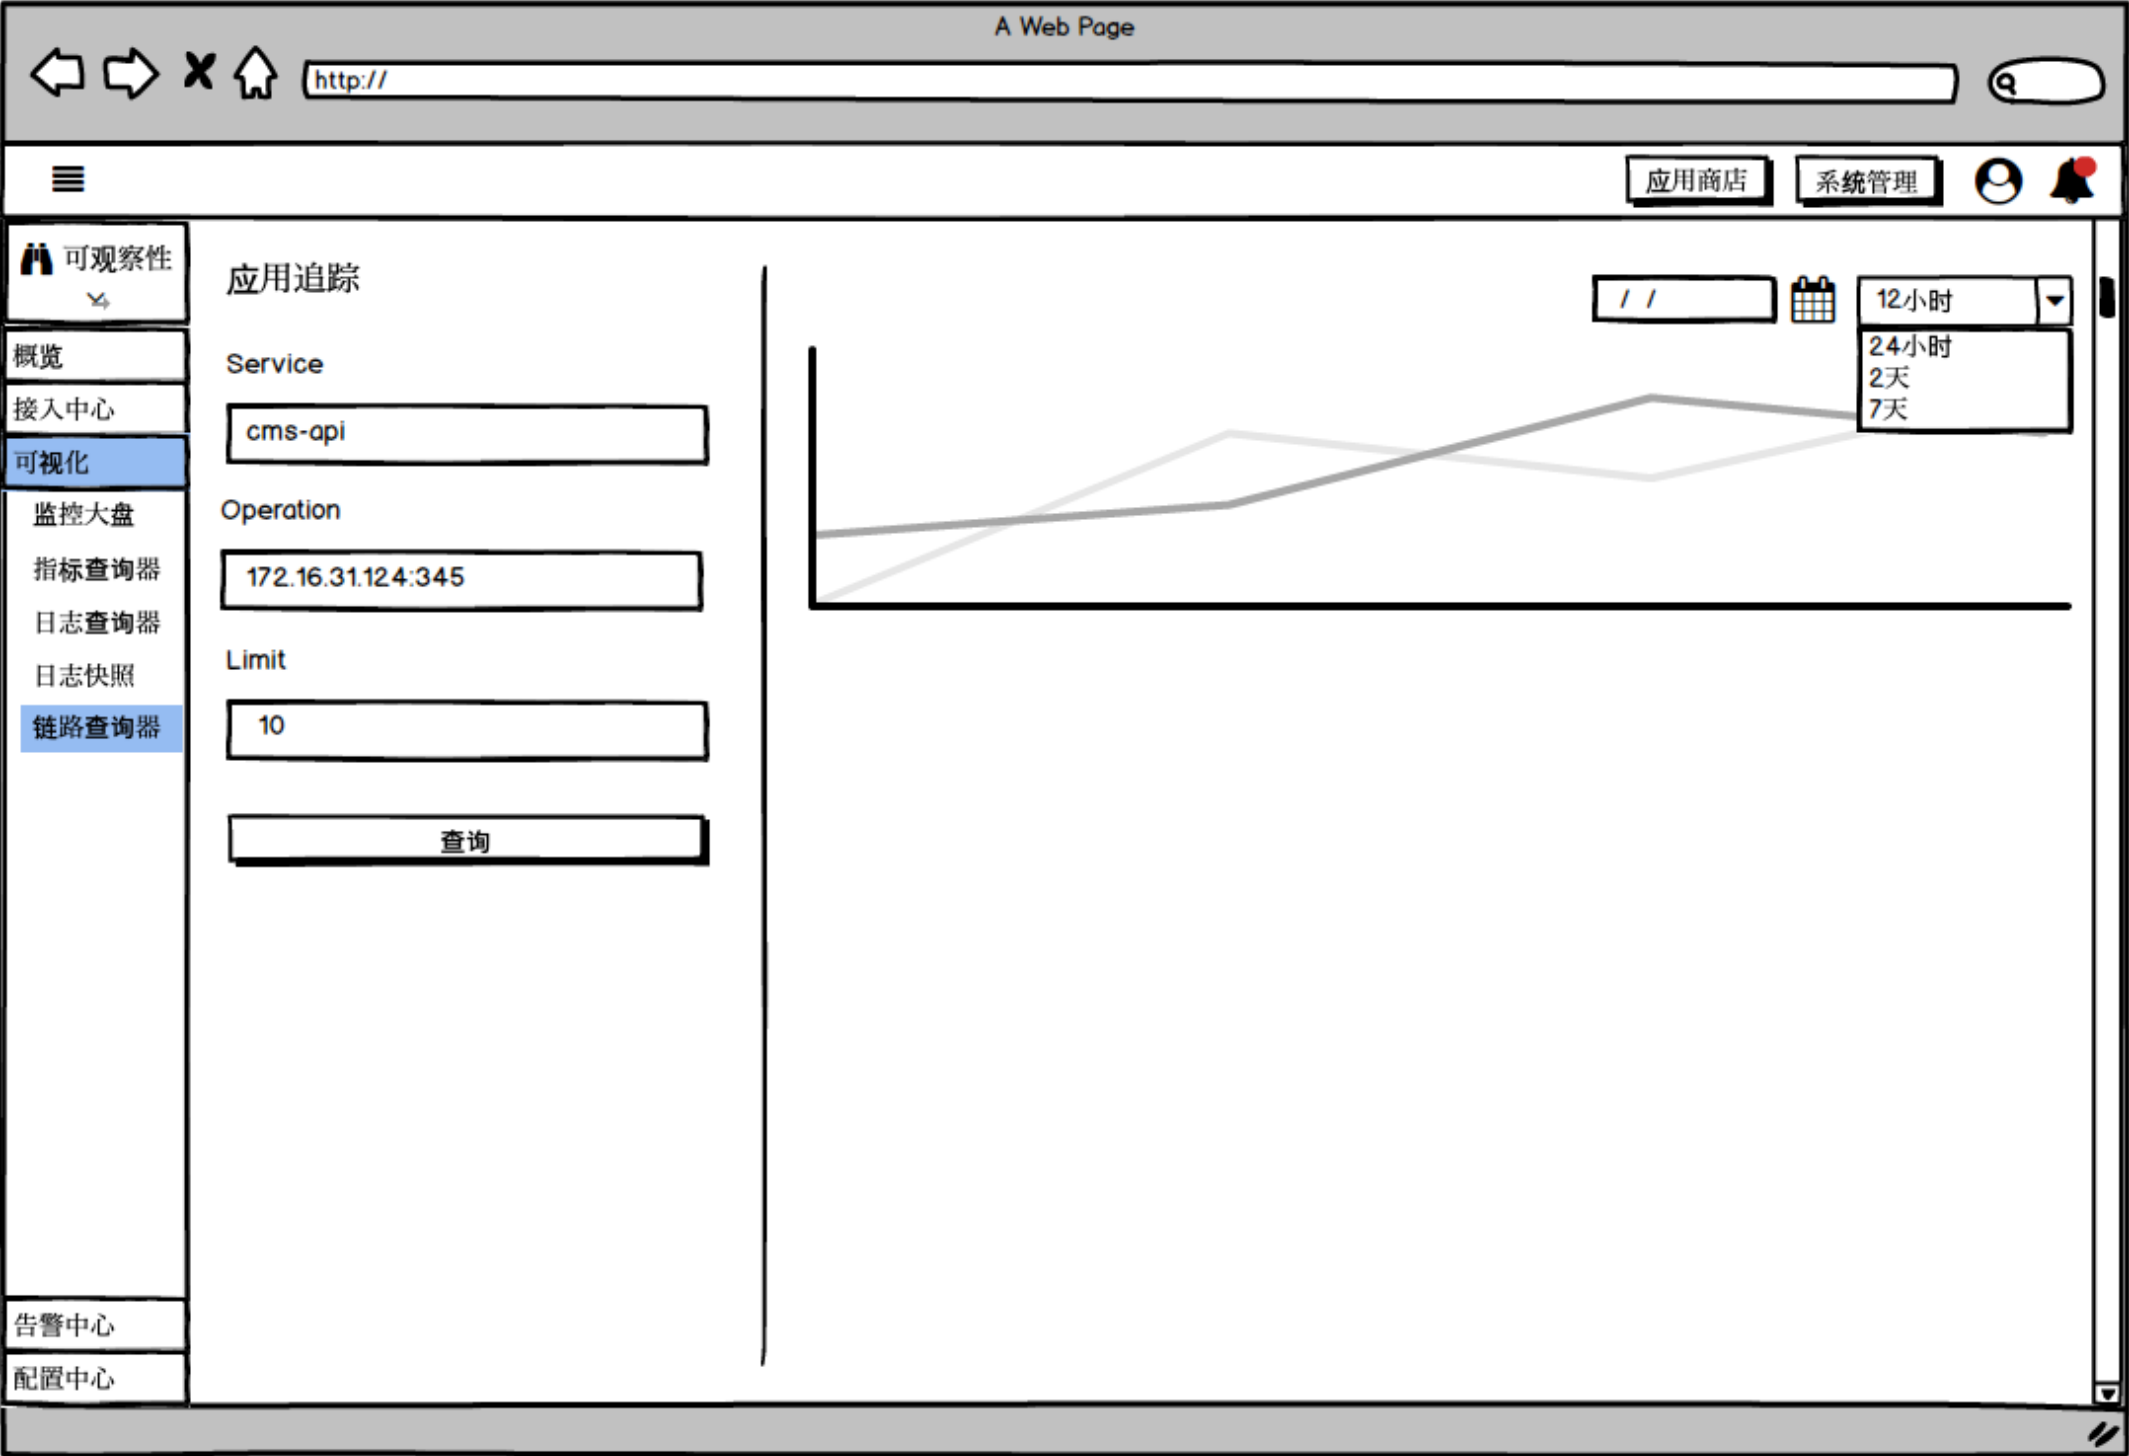 A Web Page
http://
应用商店
系统管理
可观察性
概览
接入中心
可视化
监控大盘
指标查询器
日志查询器
日志快照
链路查询器
告警中心
配置中心
应用追踪
Service
cms-api
Operation
172.16.31.124:345
Limit
10
查询
/ /
12小时
24小时
2天
7天